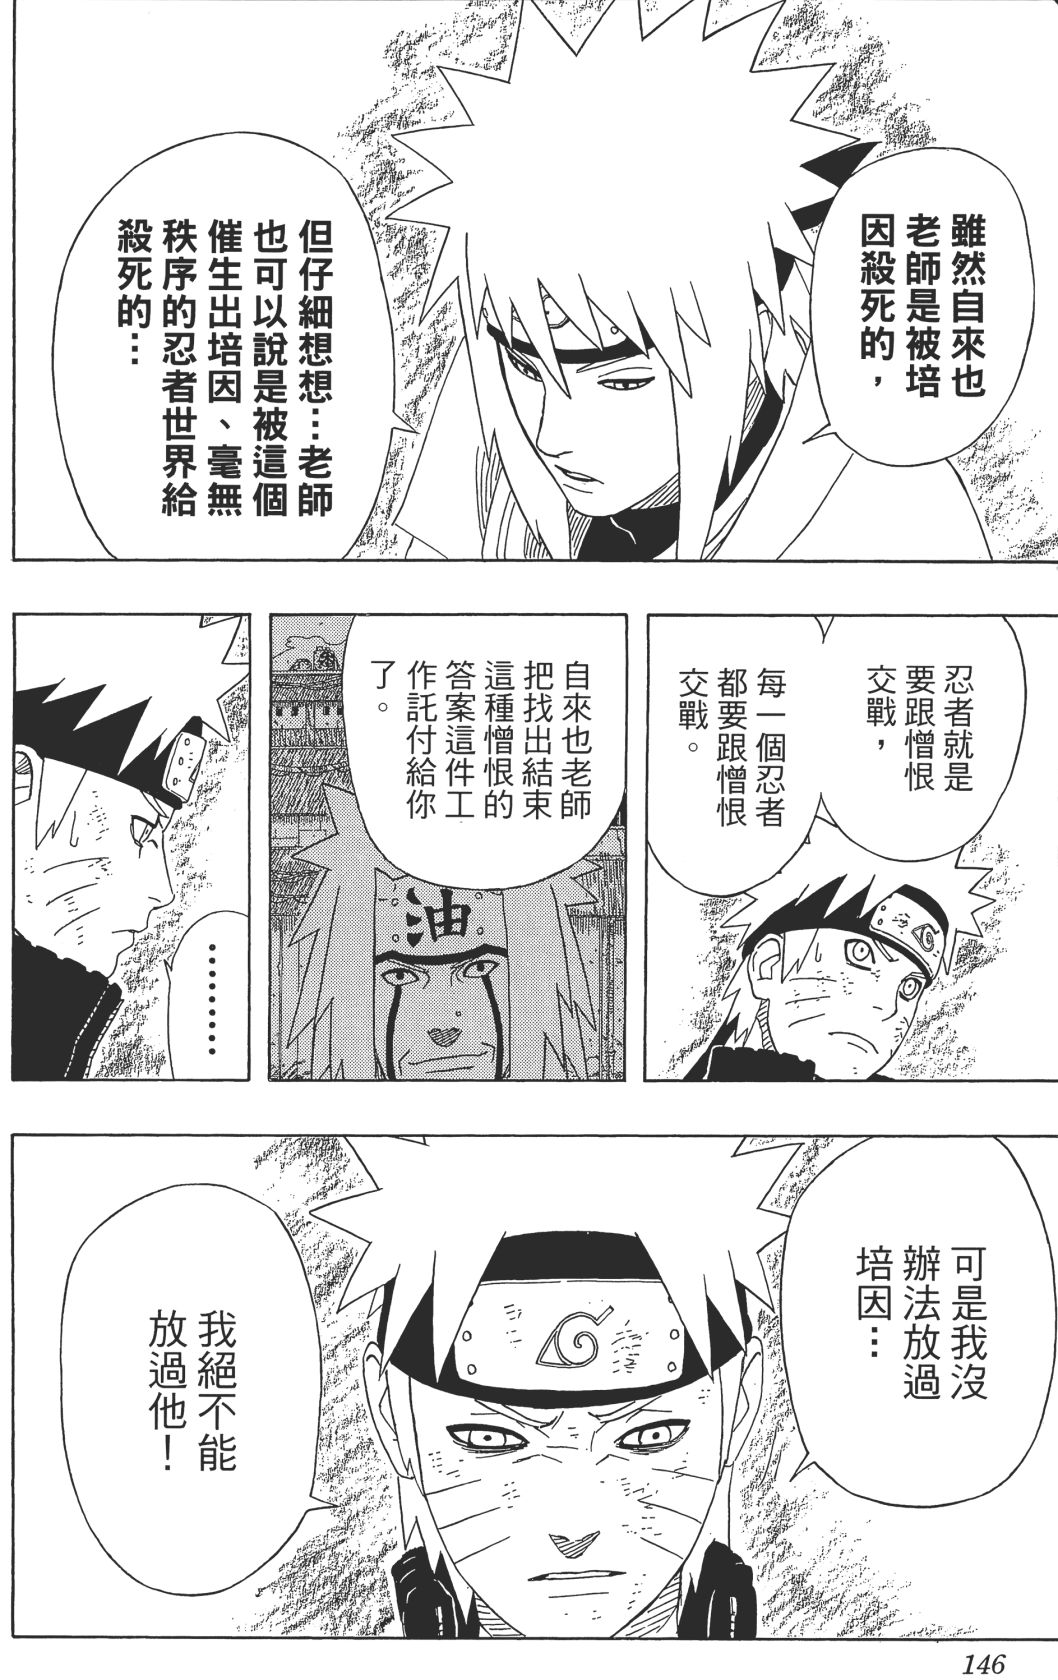 雖然自來也
老師是被培
因殺死的，
但仔細想想…老師
也可以說是被這個
催生出培因、毫無
秩序的忍者世界給
殺死的…
忍者就是
要跟憎恨
交戰，
每一個忍者
都要跟憎恨
交戰。
自來也老師
把找出結束
這種憎恨的
答案這件工
作託付給你
了。
油
………
可是我沒
辦法放過
培因…
我絕不能
放過他！
146